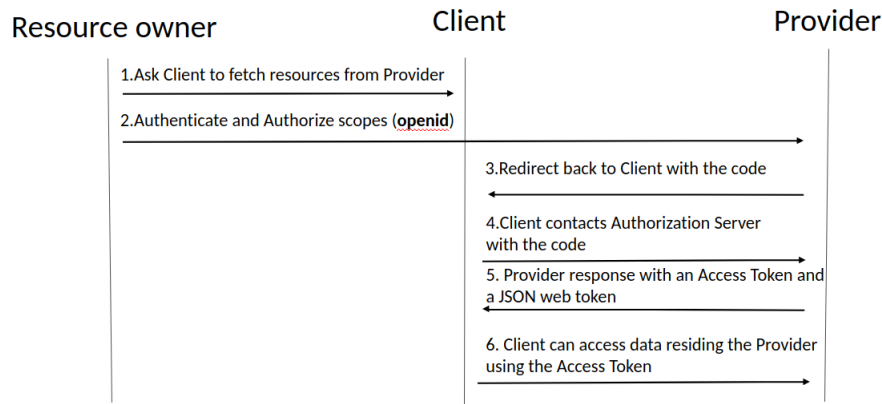 Resource owner
Client
Provider
1.Ask Client to fetch resources from Provider
2.Authenticate and Authorize scopes (openid)
3.Redirect back to Client with the code
4.Client contacts Authorization Server
with the code
5. Provider response with an Access Token and
a JSON web token
6. Client can access data residing the Provider
using the Access Token